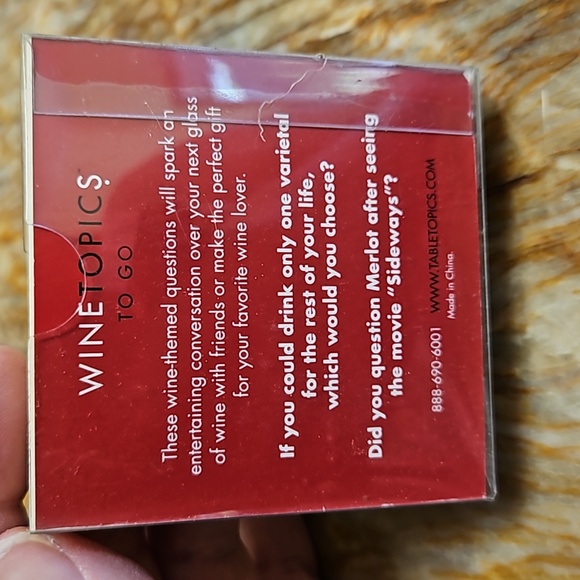 WINETOPICS
TO GO
These wine-themed questions will spark an
entertaining conversation over your next glass
of wine with friends or make the perfect gift
for your favorite wine lover.
If you could drink only one varietal
for the rest of your life,
which would you choose?
Did you question Merlot after seeing
the movie "Sideways"?
888-690-6001 WWW.TABLETOPICS.COM
Made in China.